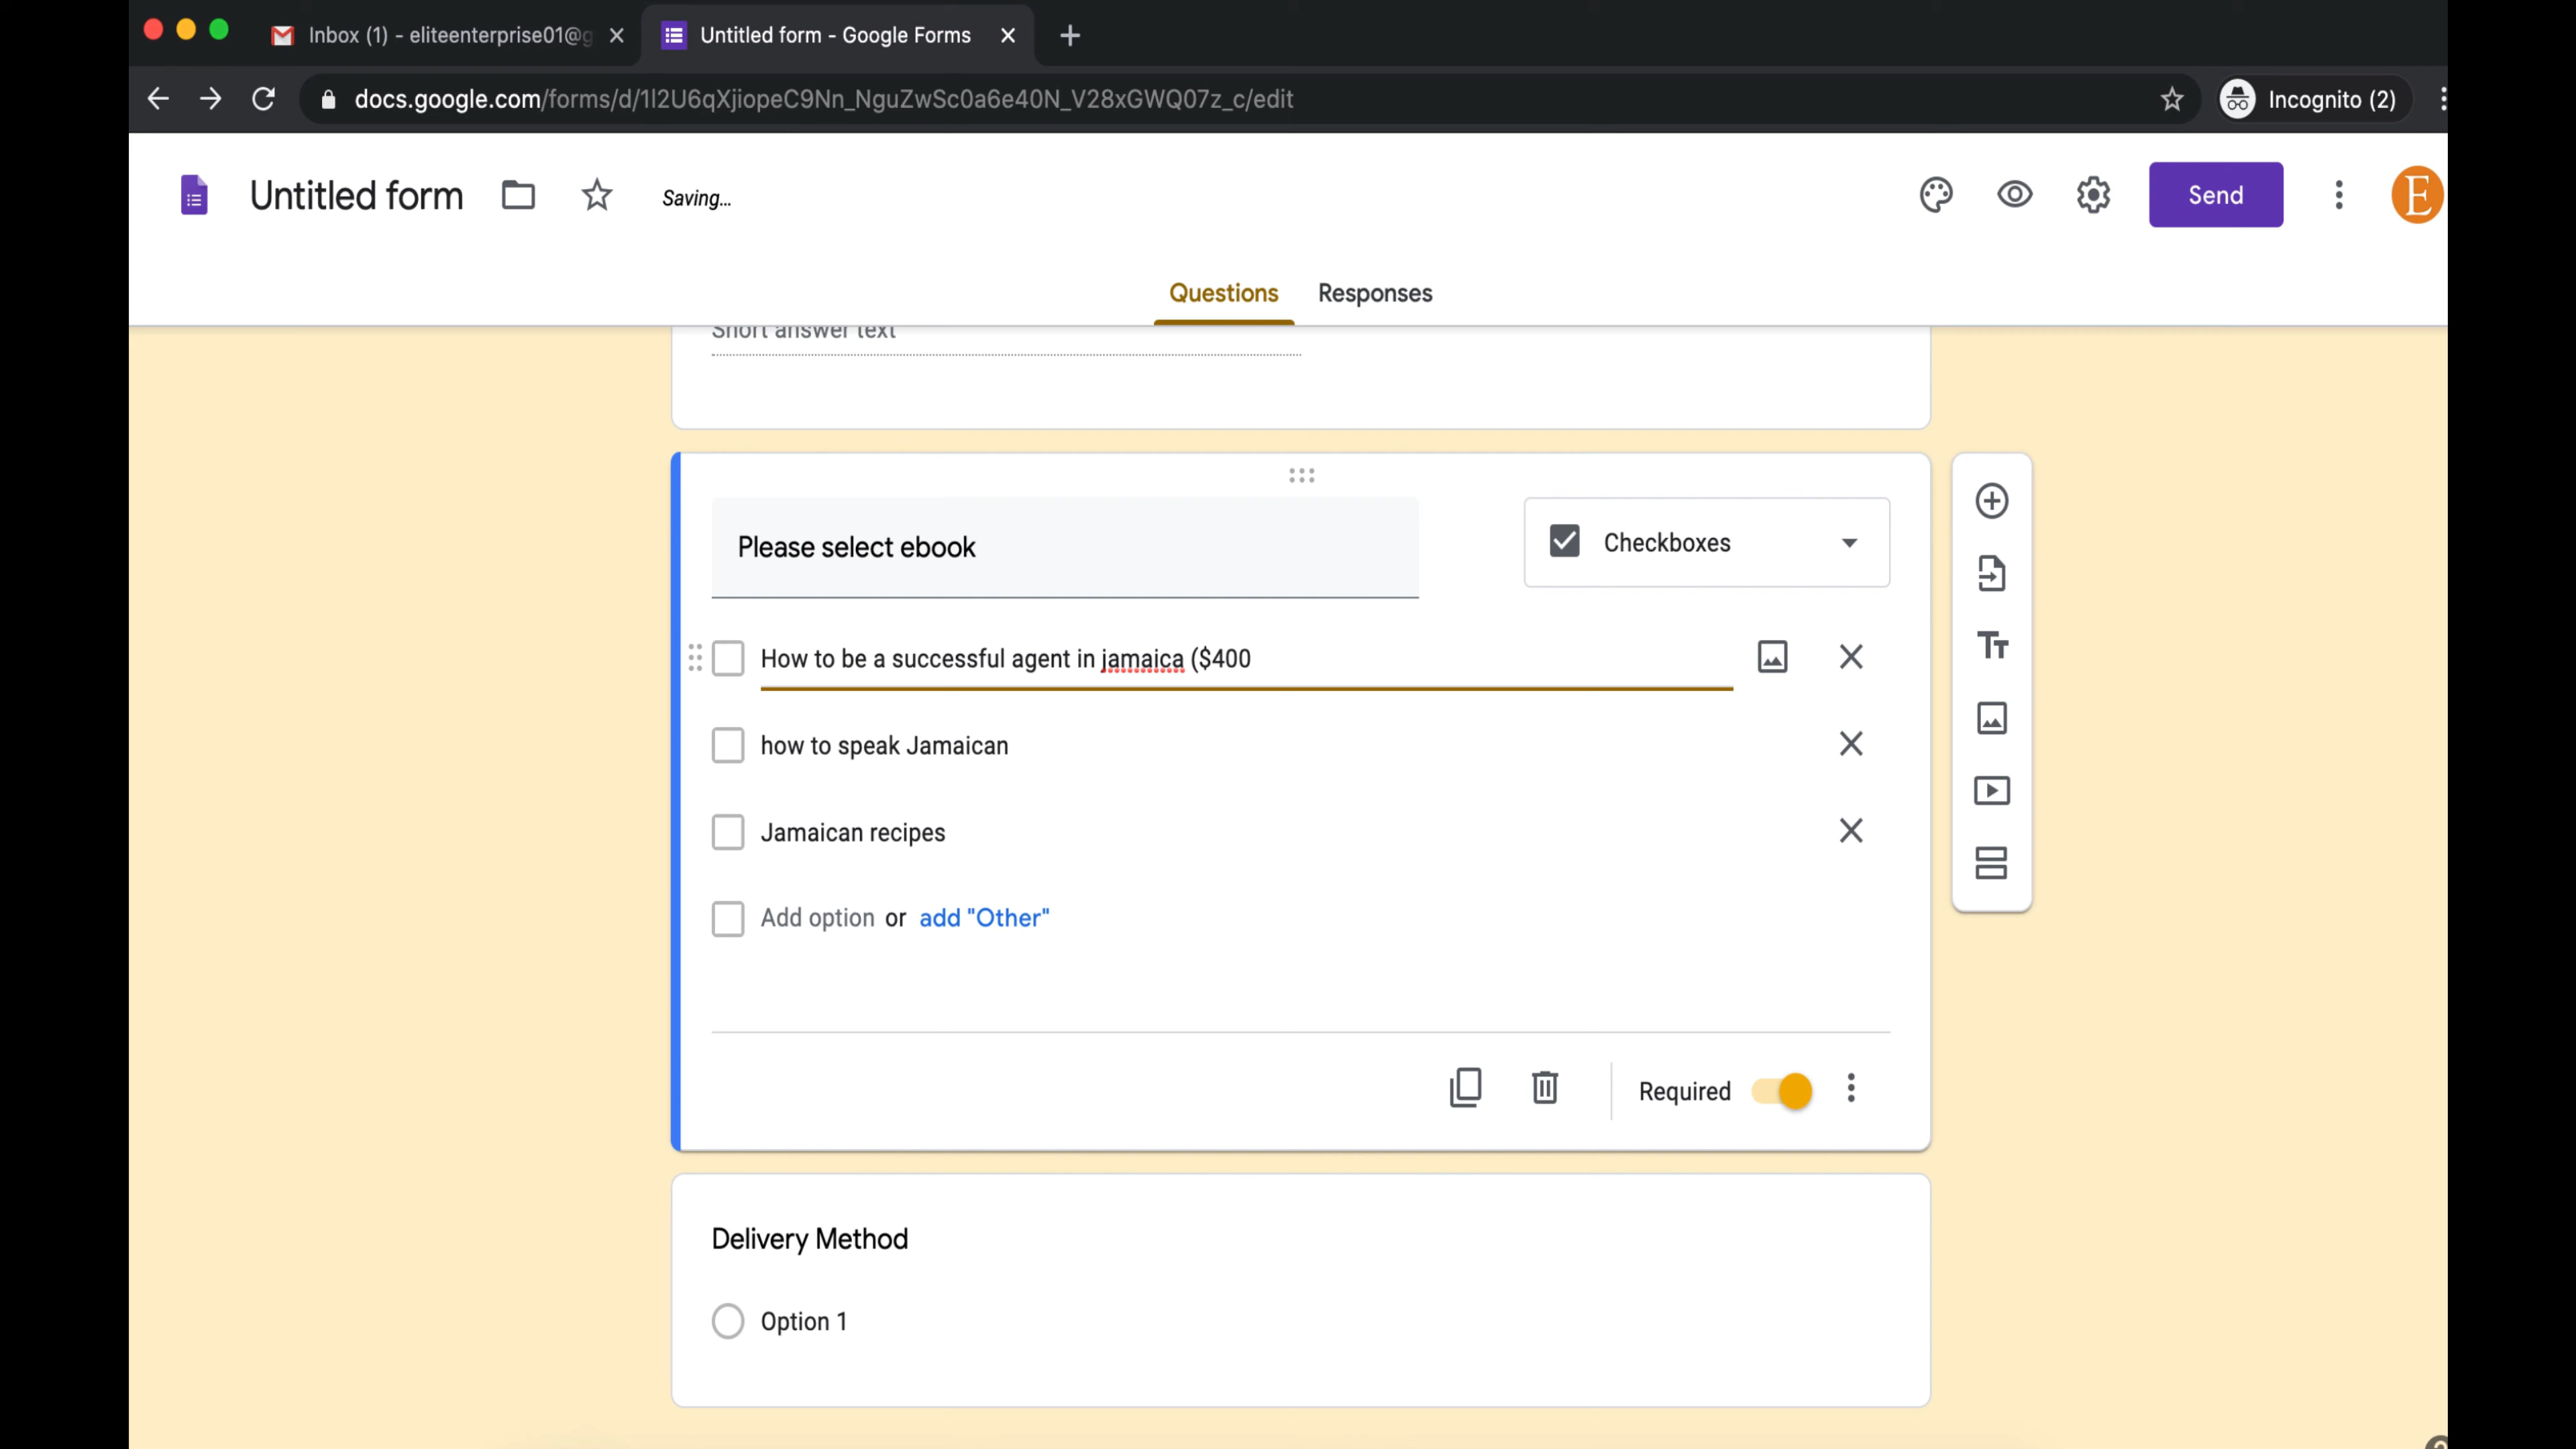 Inbox (1) - eliteenterprise01@g
Untitled form - Google Forms
docs.google.com/forms/d/1l2U6qXjiopeC9Nn_NguZwSc0a6e40N_V28xGWQ07z_c/edit
Incognito (2)
Untitled form
Saving...
Send
E
Questions
Responses
Short answer text
Please select ebook
Checkboxes
How to be a successful agent in jamaica ($400
how to speak Jamaican
Jamaican recipes
Add option or add "Other"
Required
Delivery Method
Option 1